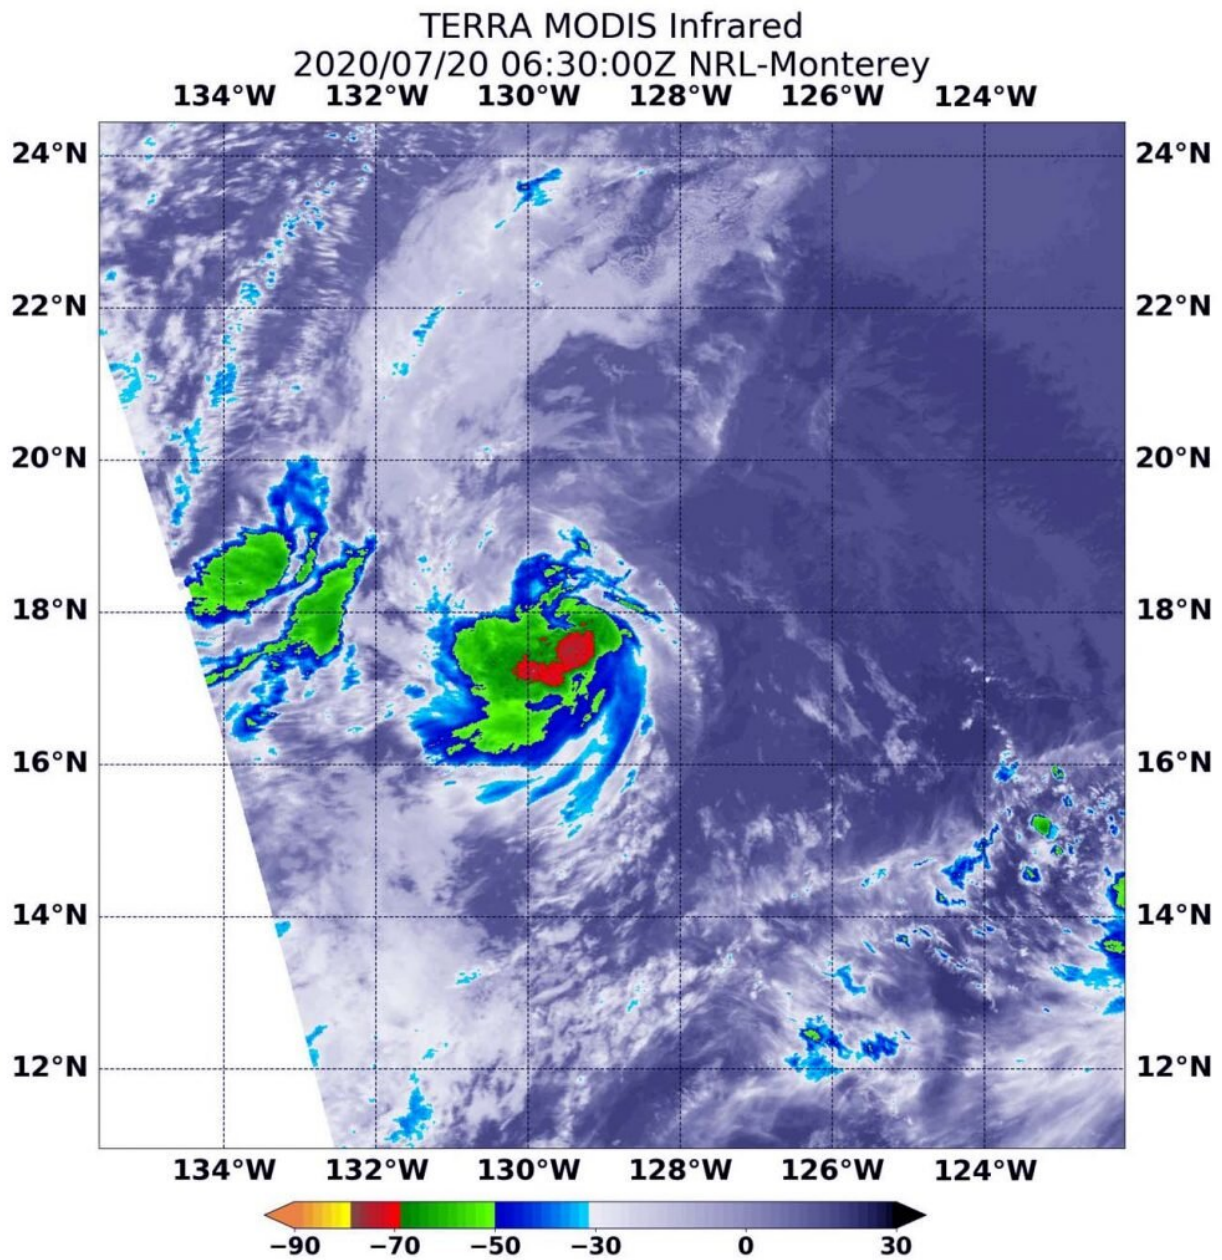 TERRA MODIS Infrared
2020/07/20 06:30:00Z NRL-Monterey
134°W 132°W 130°W 128°W 126°W 124°W
24°N 24°N
22°N 22°N
20°N 20°N
18°N 18°N
16°N 16°N
14°N 14°N
12°N 12°N
134°W 132°W 130°W 128°W 126°W 124°W
−90 −70 −50 −30 0 30